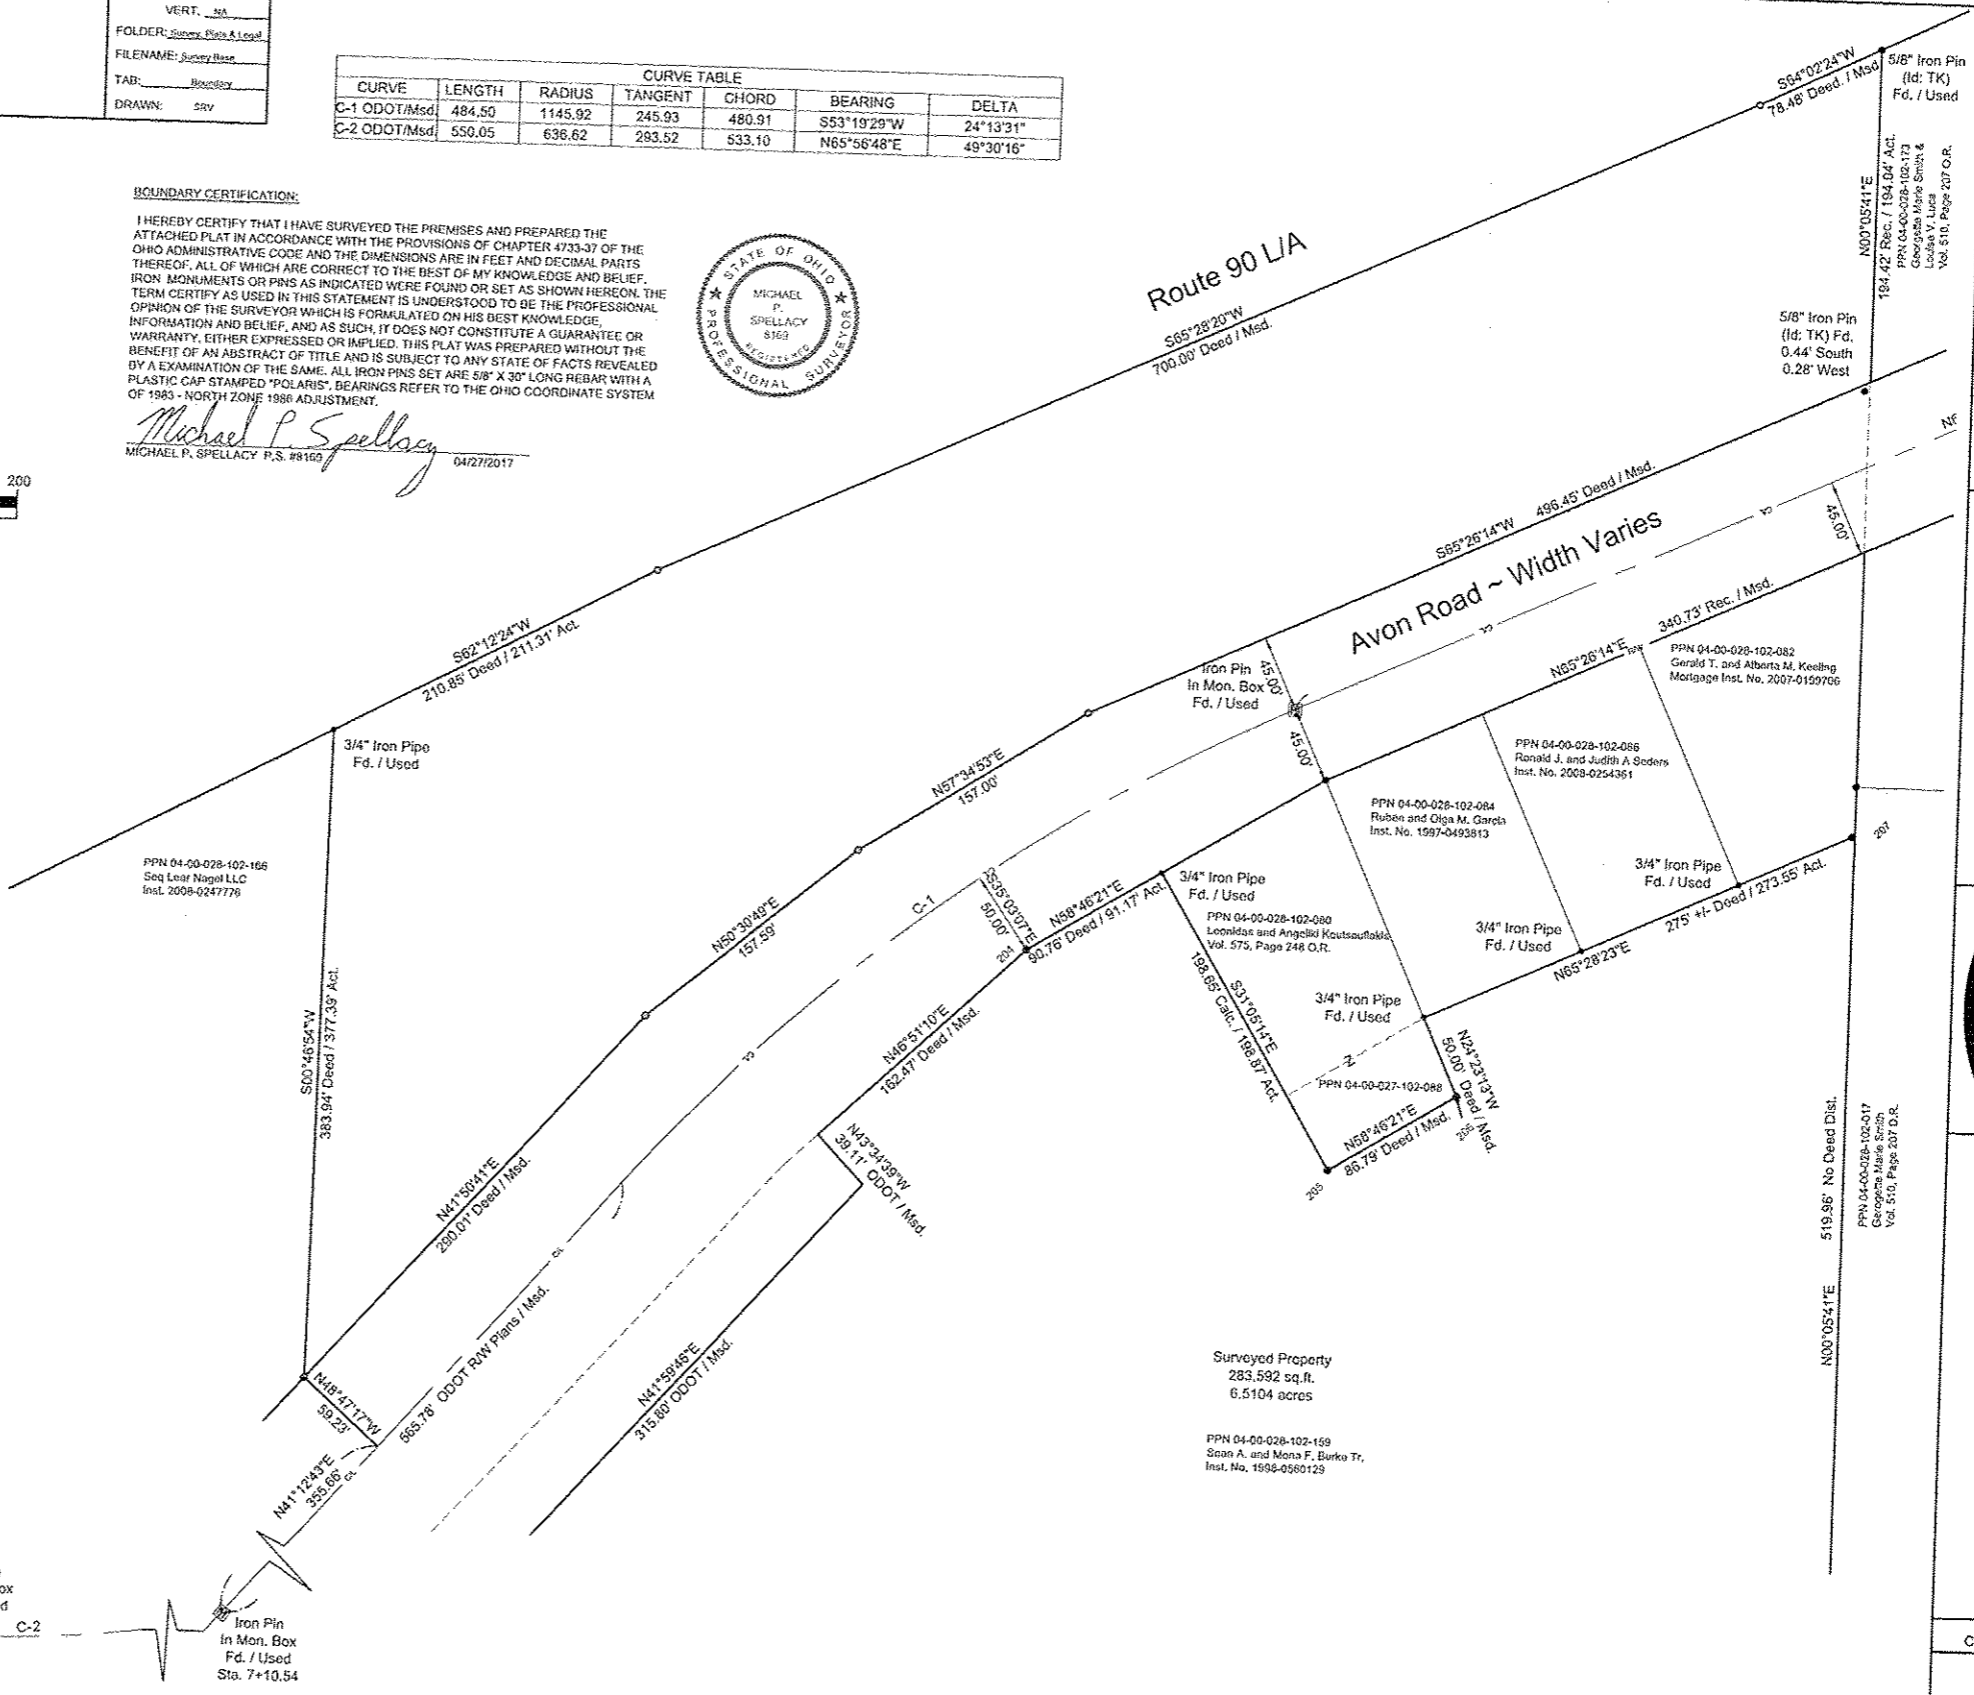 VERT. NA
FOLDER: Survey, Plats & Legal
FILENAME: Survey Base
TAB: Boundary
DRAWN: SRV
CURVE TABLE
CURVE LENGTH RADIUS TANGENT CHORD BEARING DELTA
C-1 ODOT/Msd. 484.50 1145.92 245.93 480.91 S53°19'29"W 24°13'31"
C-2 ODOT/Msd. 550.05 636.62 293.52 533.10 N65°56'48"E 49°30'16"
BOUNDARY CERTIFICATION:
I HEREBY CERTIFY THAT I HAVE SURVEYED THE PREMISES AND PREPARED THE
ATTACHED PLAT IN ACCORDANCE WITH THE PROVISIONS OF CHAPTER 4733-37 OF THE
OHIO ADMINISTRATIVE CODE AND THE DIMENSIONS ARE IN FEET AND DECIMAL PARTS
THEREOF, ALL OF WHICH ARE CORRECT TO THE BEST OF MY KNOWLEDGE AND BELIEF.
IRON MONUMENTS OR PINS AS INDICATED WERE FOUND OR SET AS SHOWN HEREON. THE
TERM CERTIFY AS USED IN THIS STATEMENT IS UNDERSTOOD TO BE THE PROFESSIONAL
OPINION OF THE SURVEYOR WHICH IS FORMULATED ON HIS BEST KNOWLEDGE,
INFORMATION AND BELIEF, AND AS SUCH, IT DOES NOT CONSTITUTE A GUARANTEE OR
WARRANTY, EITHER EXPRESSED OR IMPLIED. THIS PLAT WAS PREPARED WITHOUT THE
BENEFIT OF AN ABSTRACT OF TITLE AND IS SUBJECT TO ANY STATE OF FACTS REVEALED
BY A EXAMINATION OF THE SAME. ALL IRON PINS SET ARE 5/8" X 30" LONG REBAR WITH A
PLASTIC CAP STAMPED "POLARIS". BEARINGS REFER TO THE OHIO COORDINATE SYSTEM
OF 1983 - NORTH ZONE 1986 ADJUSTMENT.
Michael P. Spellacy
MICHAEL P. SPELLACY P.S. #8169
04/27/2017
STATE OF OHIO
MICHAEL
P.
SPELLACY
8169
REGISTERED
PROFESSIONAL SURVEYOR
200
Route 90 L/A
S65°28'20"W
700.00' Deed / Msd.
S64°02'24"W
78.48' Deed. / Msd
5/8" Iron Pin
(Id: TK)
Fd. / Used
N00°05'41"E
194.42' Rec. / 194.04' Act.
PPN 04-00-028-102-173
Georgette Marie Smith &
Louise V. Luca
Vol. 510, Page 207 O.R.
5/8" Iron Pin
(Id: TK) Fd.
0.44' South
0.28' West
S62°12'24"W
210.85' Deed / 211.31' Act.
3/4" Iron Pipe
Fd. / Used
PPN 04-00-028-102-166
Seq Lear Nagel LLC
Inst. 2008-0247776
S00°46'54"W
383.94' Deed / 377.39' Act.
S65°26'14"W 496.45' Deed / Msd.
Avon Road ~ Width Varies
45.00'
Iron Pin
In Mon. Box
Fd. / Used
45.00'
45.00'
N65°26'14"E R/W 340.73' Rec. / Msd.
PPN 04-00-028-102-082
Gerald T. and Alberta M. Keeling
Mortgage Inst. No. 2007-0199706
PPN 04-00-028-102-086
Ronald J. and Judith A Seders
Inst. No. 2008-0254361
PPN 04-00-028-102-084
Ruben and Olga M. Garcia
Inst. No. 1997-0493813
N57°34'53"E
157.00'
N50°30'49"E
157.59'
C-1
S35°03'07"E
50.00'
204
N58°46'21"E
90.76' Deed / 91.17' Act.
3/4" Iron Pipe
Fd. / Used
PPN 04-00-028-102-080
Leonidas and Angeliki Koutsouflakis
Vol. 575, Page 248 O.R.
3/4" Iron Pipe
Fd. / Used
207
3/4" Iron Pipe
Fd. / Used
N65°28'23"E
275' +/- Deed / 273.55' Act.
3/4" Iron Pipe
Fd. / Used
S31°05'14"E
198.65' Calc. / 198.87' Act.
N24°23'13"W
50.00' Deed / Msd.
PPN 04-00-027-102-088
N58°46'21"E
86.79' Deed / Msd.
205
206
N46°51'10"E
162.47' Deed / Msd.
N43°34'39"W
39.11' ODOT / Msd.
N41°50'41"E
290.01' Deed / Msd.
565.78' ODOT R/W Plans / Msd.
N41°59'46"E
315.80' ODOT / Msd.
N48°47'17"W
59.23'
N41°12'43"E
355.66'
Surveyed Property
283,592 sq.ft.
6.5104 acres
PPN 04-00-028-102-159
Sean A. and Mona F. Burke Tr.
Inst. No. 1998-0560129
N00°05'41"E 519.96' No Deed Dist.
PPN 04-00-028-102-017
Gerogette Marie Smith
Vol. 510, Page 207 O.R.
C-2
Iron Pin
In Mon. Box
Fd. / Used
Sta. 7+10.54